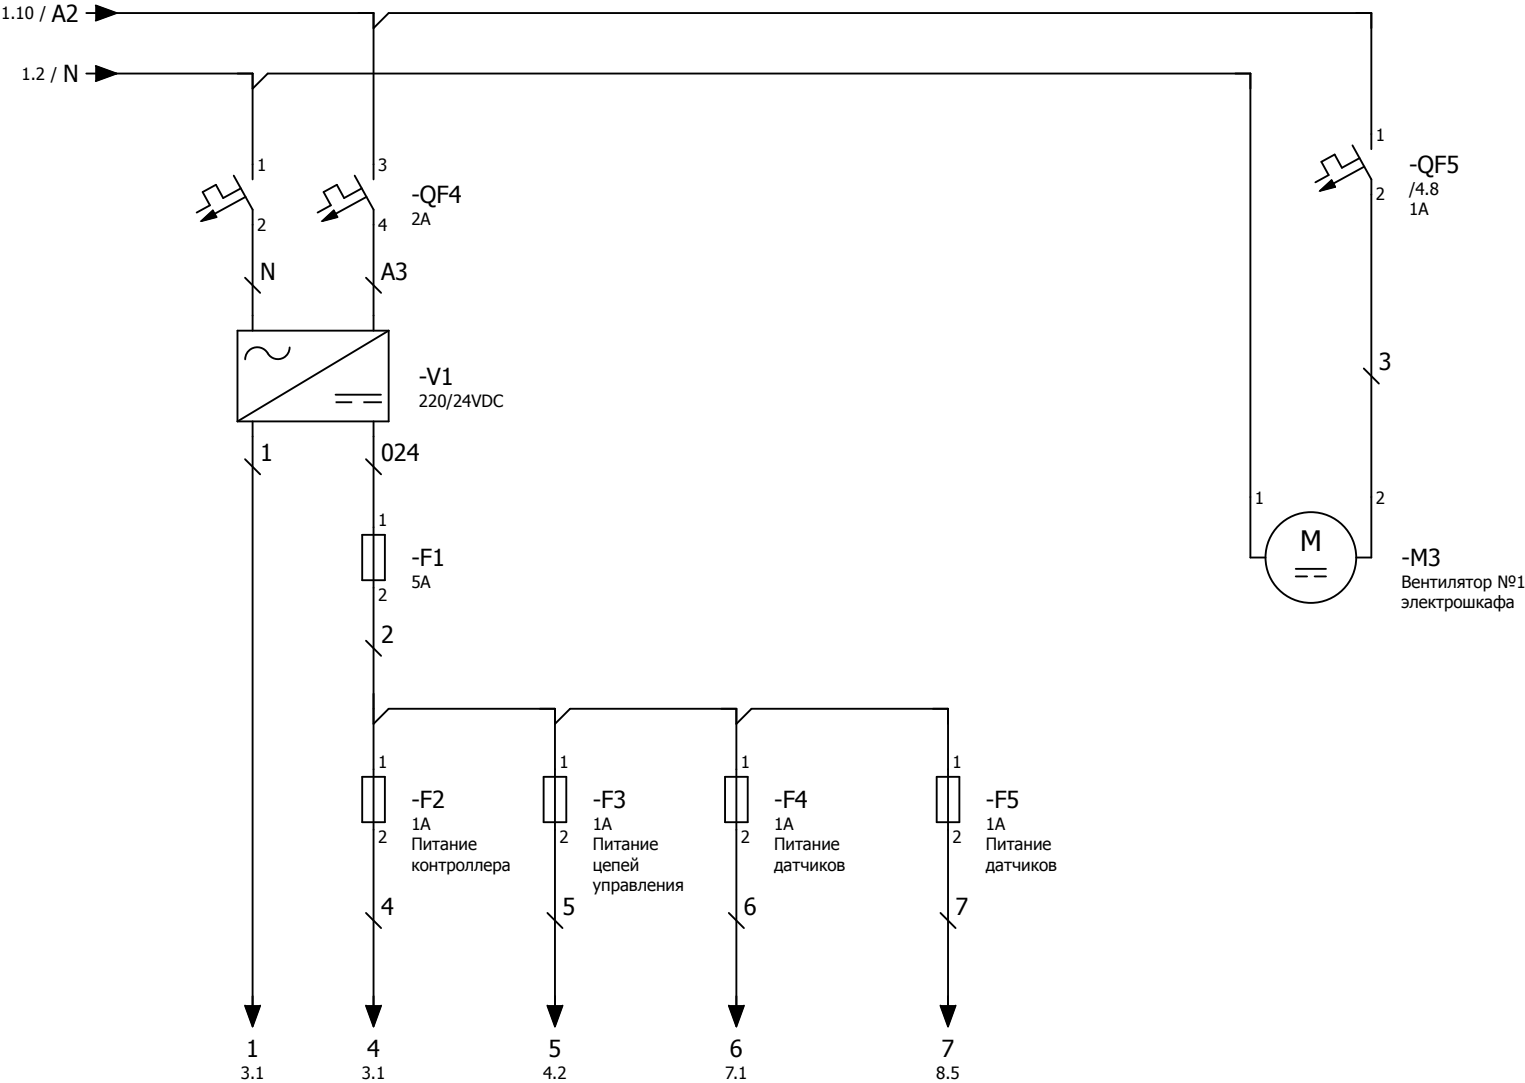 1.10 / A2
1.2 / N
1
2
3
4
-QF4
2A
1
2
-QF5
/4.8
1A
N
A3
-V1
220/24VDC
3
1
024
1
2
M
-M3
Вентилятор №1
электрошкафа
1
2
-F1
5A
2
1
2
-F2
1A
Питание
контроллера
1
2
-F3
1A
Питание
цепей
управления
1
2
-F4
1A
Питание
датчиков
1
2
-F5
1A
Питание
датчиков
4
5
6
7
1
3.1
4
3.1
5
4.2
6
7.1
7
8.5